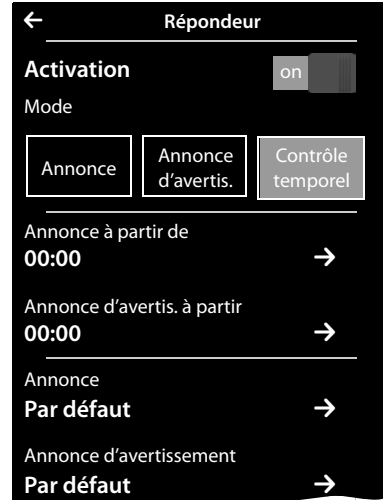 Répondeur
Activation
on
Mode
Annonce
Annonce
d’avertis.
Contrôle
temporel
Annonce à partir de
00:00
Annonce d’avertis. à partir
00:00
Annonce
Par défaut
Annonce d’avertissement
Par défaut